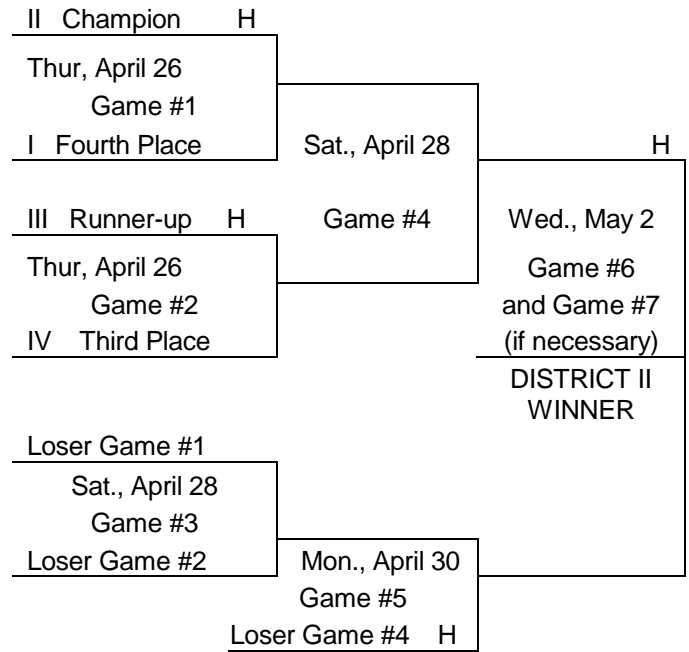 II Champion H
Thur, April 26
Game #1
I Fourth Place
Sat., April 28
H
III Runner-up H
Game #4
Wed., May 2
Thur, April 26
Game #6
Game #2
and Game #7
IV Third Place
(if necessary)
DISTRICT II
WINNER
Loser Game #1
Sat., April 28
Game #3
Loser Game #2
Mon., April 30
Game #5
Loser Game #4 H